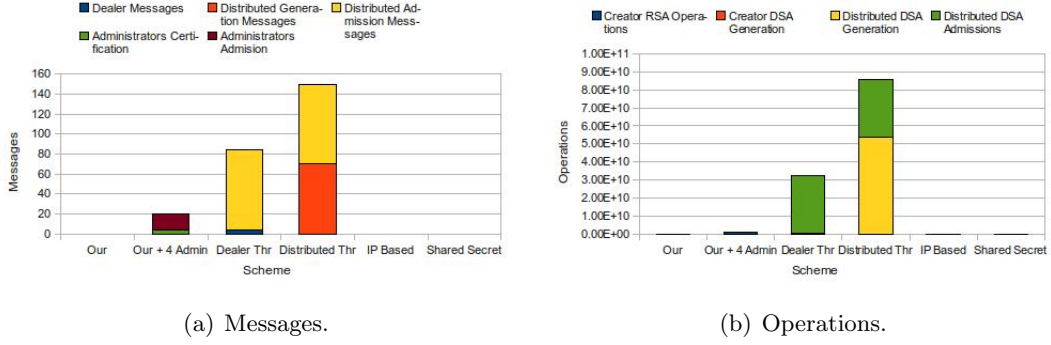 Dealer Messages
Distributed Genera-
tion Messages
Distributed Ad-
mission Mess-
sages
Administrators Certi-
fication
Administrators
Admision
160
140
120
100
80
60
40
20
0
Messages
Our
Our + 4 Admin
Dealer Thr
Distributed Thr
IP Based
Shared Secret
Scheme
(a) Messages.
Creator RSA Opera-
tions
Creator DSA
Generation
Distributed DSA
Generation
Distributed DSA
Admissions
1.00E+11
9.00E+10
8.00E+10
7.00E+10
6.00E+10
5.00E+10
4.00E+10
3.00E+10
2.00E+10
1.00E+10
0.00E+00
Operations
Our
Our + 4 Admin
Dealer Thr
Distributed Thr
IP Based
Shared Secret
Scheme
(b) Operations.